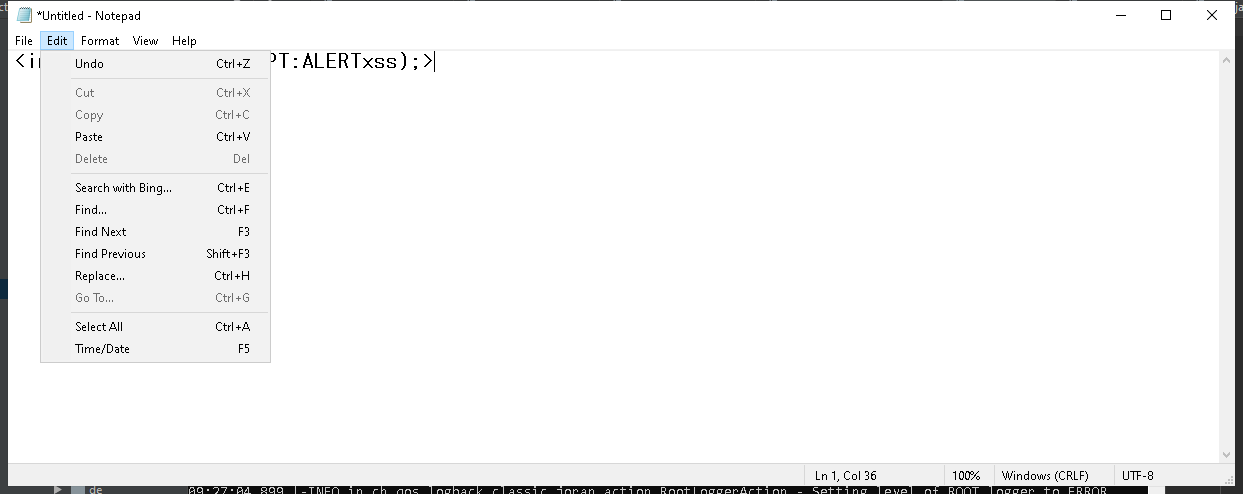 *Untitled - Notepad
File Edit Format View Help
PT:ALERTxss);>
Undo Ctrl+Z
Cut Ctrl+X
Copy Ctrl+C
Paste Ctrl+V
Delete Del
Search with Bing... Ctrl+E
Find... Ctrl+F
Find Next F3
Find Previous Shift+F3
Replace... Ctrl+H
Go To... Ctrl+G
Select All Ctrl+A
Time/Date F5
Ln 1, Col 36 100% Windows (CRLF) UTF-8
de 09:27:04,899 |-INFO in ch.qos.logback.classic.joran.action.RootLoggerAction - Setting level of ROOT logger to ERROR